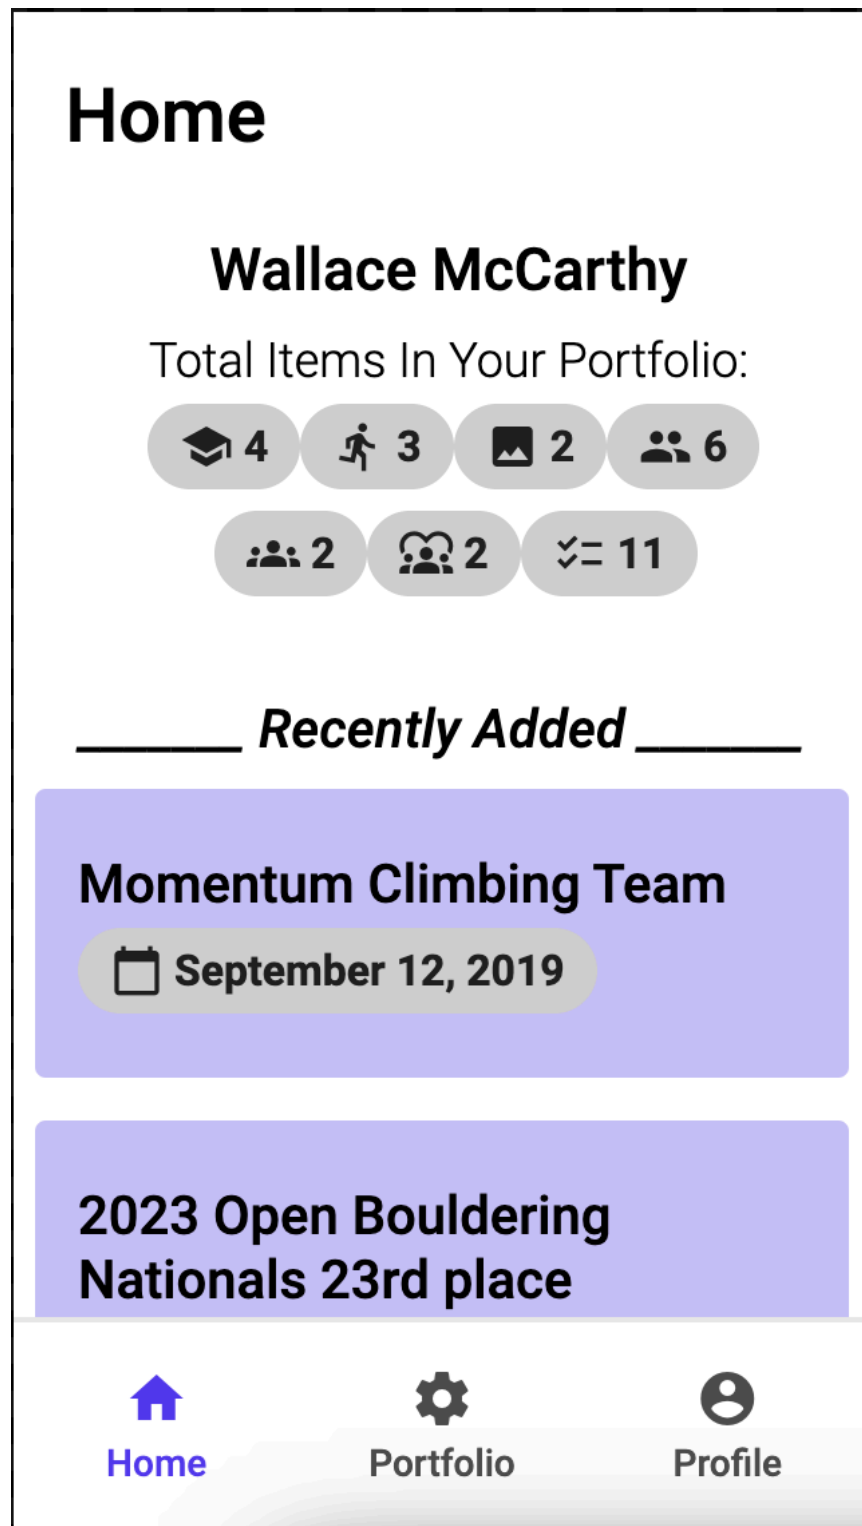 Home
Wallace McCarthy
Total Items In Your Portfolio:
4 3 2 6
2 2 11
_______ Recently Added _______
Momentum Climbing Team
September 12, 2019
2023 Open Bouldering
Nationals 23rd place
Home Portfolio Profile